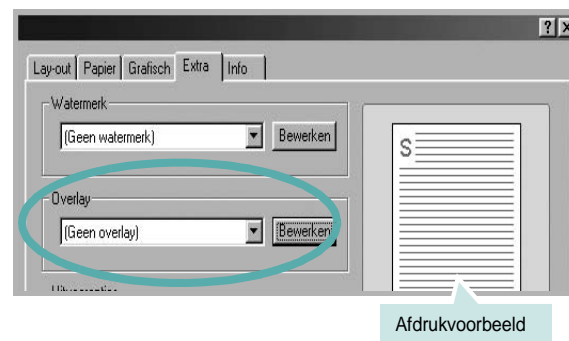 ? x
Lay-out Papier Grafisch Extra Info
Watermerk
(Geen watermerk) Bewerken
S
Overlay
(Geen overlay) Bewerken
Afdrukvoorbeeld